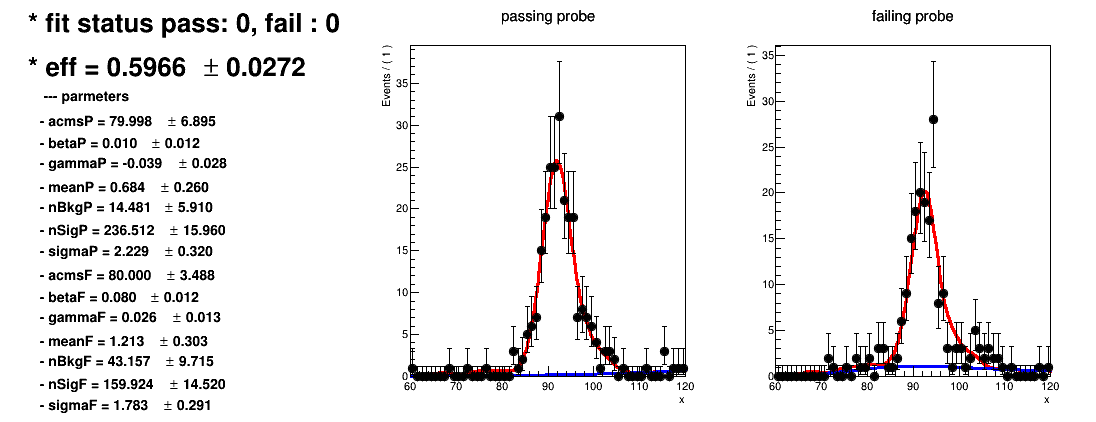 * fit status pass: 0, fail : 0
* eff = 0.5966 ± 0.0272
--- parmeters
- acmsP = 79.998 ± 6.895
- betaP = 0.010 ± 0.012
- gammaP = -0.039 ± 0.028
- meanP = 0.684 ± 0.260
- nBkgP = 14.481 ± 5.910
- nSigP = 236.512 ± 15.960
- sigmaP = 2.229 ± 0.320
- acmsF = 80.000 ± 3.488
- betaF = 0.080 ± 0.012
- gammaF = 0.026 ± 0.013
- meanF = 1.213 ± 0.303
- nBkgF = 43.157 ± 9.715
- nSigF = 159.924 ± 14.520
- sigmaF = 1.783 ± 0.291
passing probe
Events / ( 1 )
35
30
25
20
15
10
5
0
60 70 80 90 100 110 120
x
failing probe
Events / ( 1 )
35
30
25
20
15
10
5
0
60 70 80 90 100 110 120
x